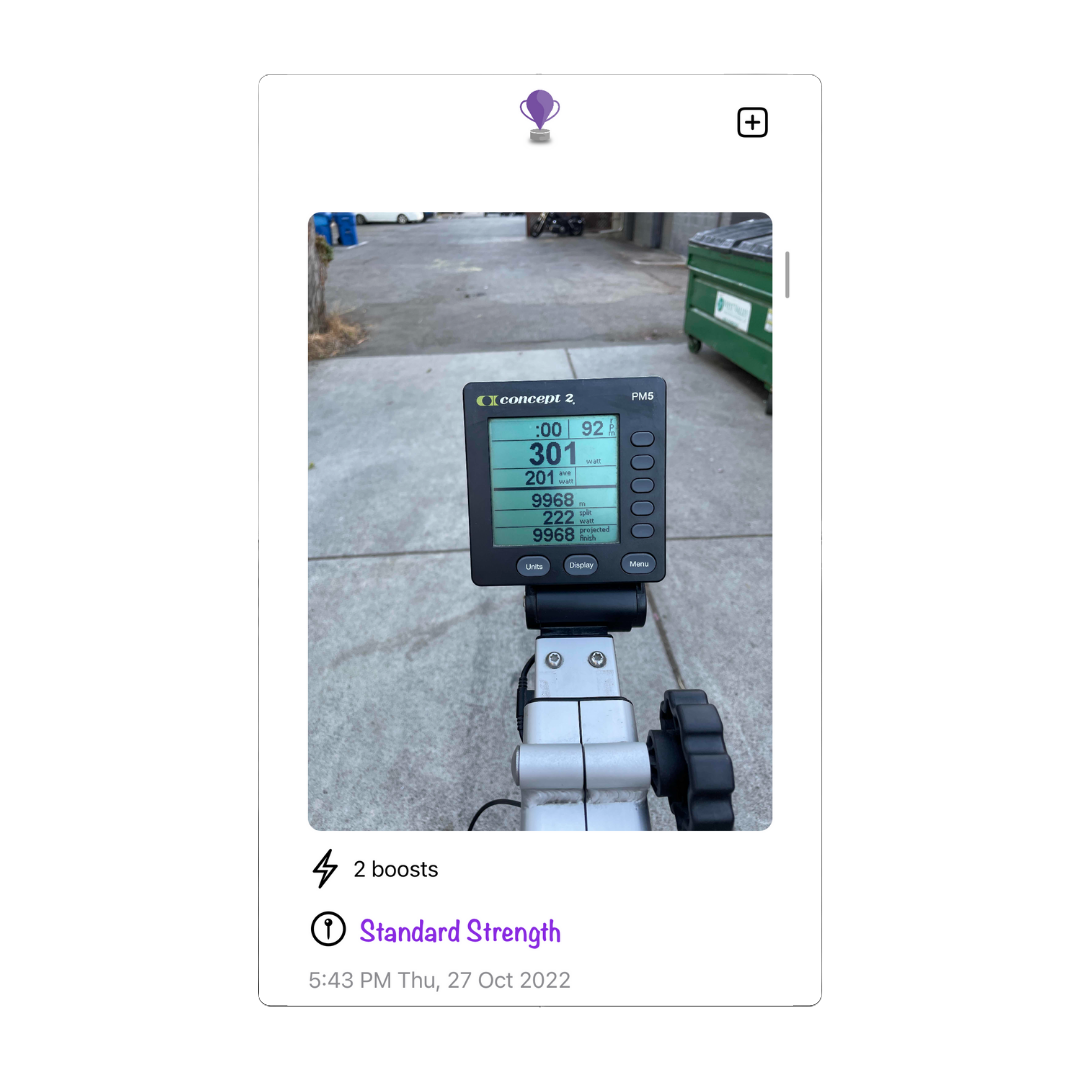 concept 2.
PM5
:00 92 rpm
301 watt
201 ave watt
9968 m
222 split watt
9968 projected finish
Units Display Menu
2 boosts
Standard Strength
5:43 PM Thu, 27 Oct 2022